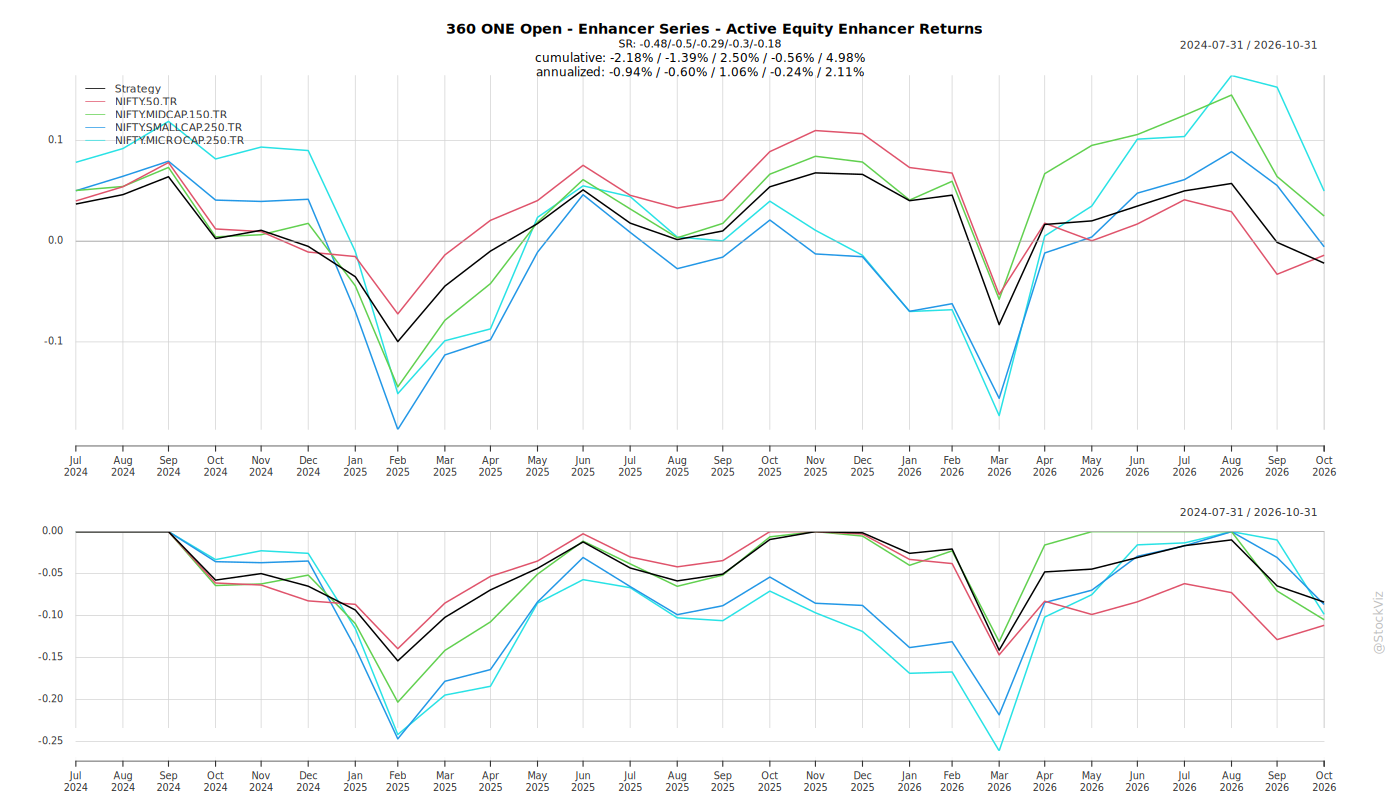 360 ONE Open - Enhancer Series - Active Equity Enhancer Returns
SR: -0.48/-0.5/-0.29/-0.3/-0.18
cumulative: -2.18% / -1.39% / 2.50% / -0.56% / 4.98%
annualized: -0.94% / -0.60% / 1.06% / -0.24% / 2.11%
2024-07-31 / 2026-10-31
Strategy
NIFTY.50.TR
NIFTY.MIDCAP.150.TR
NIFTY.SMALLCAP.250.TR
NIFTY.MICROCAP.250.TR
0.1
0.0
-0.1
Jul Aug Sep Oct Nov Dec Jan Feb Mar Apr May Jun Jul Aug Sep Oct Nov Dec Jan Feb Mar Apr May Jun Jul Aug Sep Oct
2024 2024 2024 2024 2024 2024 2025 2025 2025 2025 2025 2025 2025 2025 2025 2025 2025 2025 2026 2026 2026 2026 2026 2026 2026 2026 2026 2026
2024-07-31 / 2026-10-31
0.00
-0.05
-0.10
-0.15
-0.20
-0.25
Jul Aug Sep Oct Nov Dec Jan Feb Mar Apr May Jun Jul Aug Sep Oct Nov Dec Jan Feb Mar Apr May Jun Jul Aug Sep Oct
2024 2024 2024 2024 2024 2024 2025 2025 2025 2025 2025 2025 2025 2025 2025 2025 2025 2025 2026 2026 2026 2026 2026 2026 2026 2026 2026 2026
@StockViz